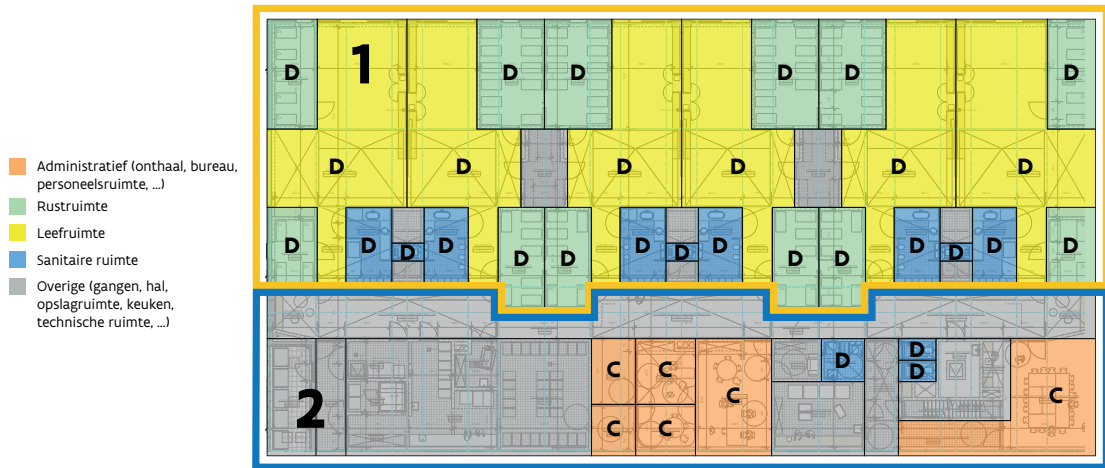 1
D D D D D D
D D D D D D
D D D D D D D D D D D D D D D
Administratief (onthaal, bureau,
personeelsruimte, ...)
Rustruimte
Leefruimte
Sanitaire ruimte
Overige (gangen, hal,
opslagruimte, keuken,
technische ruimte, ...)
2
C C D D
D
C C C C